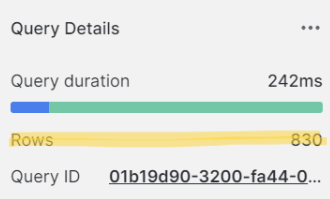 Query Details ...
Query duration 242ms
Rows 830
Query ID 01b19d90-3200-fa44-0...